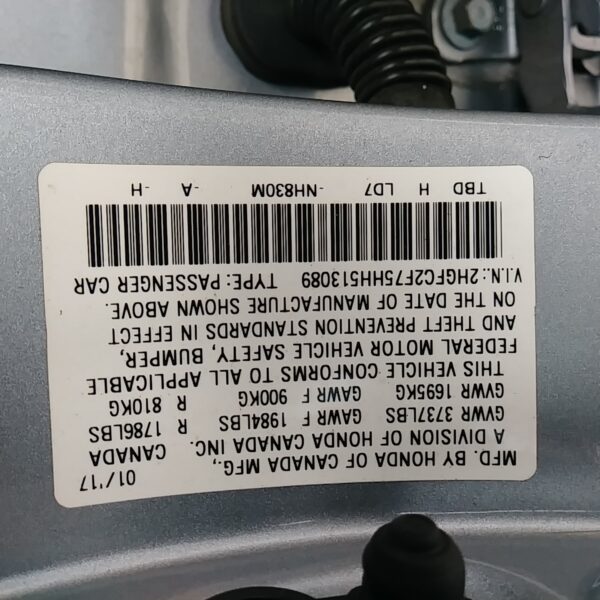 MFD. BY HONDA OF CANADA MFG., 01/'17
A DIVISION OF HONDA CANADA INC. CANADA
GVWR 3737LBS GAWR F 1984LBS R 1786LBS
GVWR 1695KG GAWR F 900KG R 810KG
THIS VEHICLE CONFORMS TO ALL APPLICABLE
FEDERAL MOTOR VEHICLE SAFETY, BUMPER,
AND THEFT PREVENTION STANDARDS IN EFFECT
ON THE DATE OF MANUFACTURE SHOWN ABOVE.
V.I.N.: 2HGFC2F75HH513089 TYPE: PASSENGER CAR
TBD H LD7 -NH830M -A -H